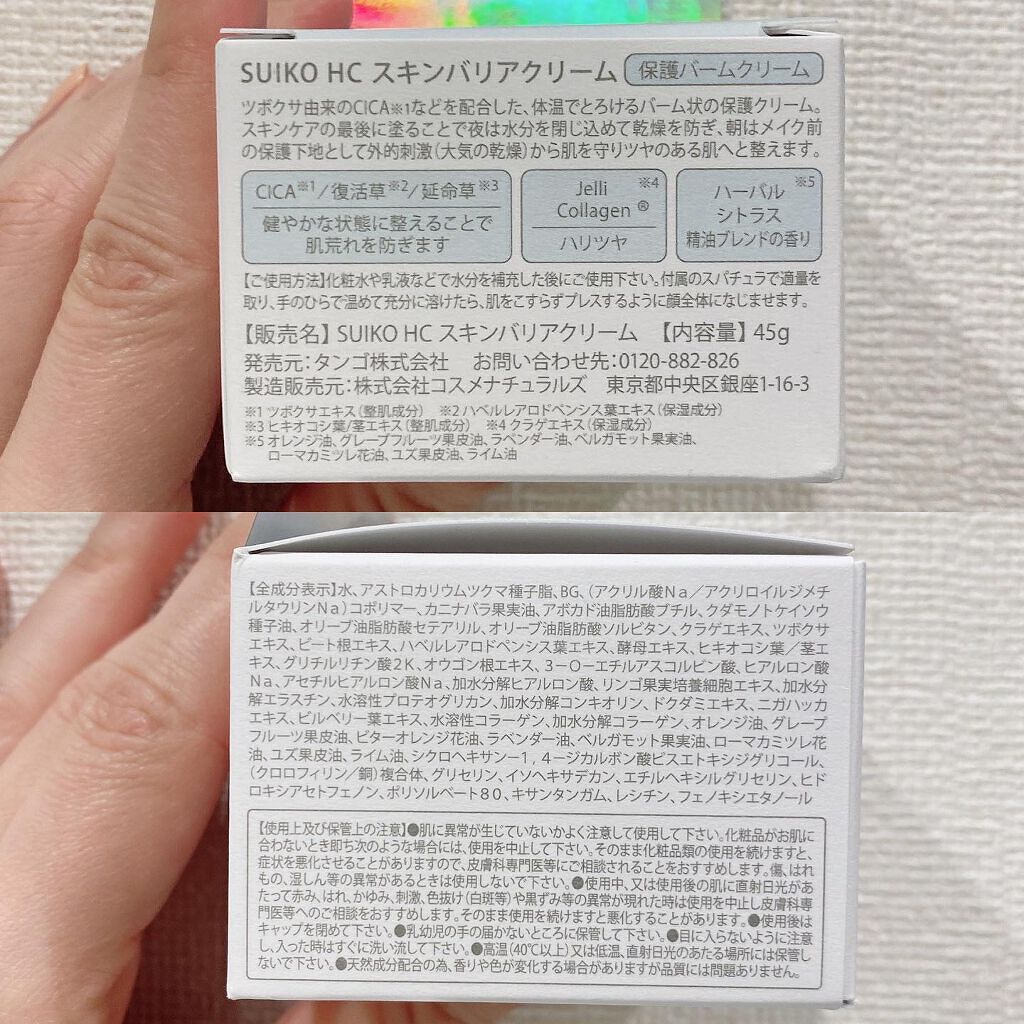 SUIKO HC スキンバリアクリーム 保護バームクリーム
ツボクサ由来のCICA※1などを配合した、体温でとろけるバーム状の保護クリーム。
スキンケアの最後に塗ることで夜は水分を閉じ込めて乾燥を防ぎ、朝はメイク前
の保護下地として外的刺激(大気の乾燥)から肌を守りツヤのある肌へと整えます。
CICA※1/復活草※2/延命草※3
健やかな状態に整えることで
肌荒れを防ぎます
Jelli ※4
Collagen ®
ハリツヤ
ハーバル ※5
シトラス
精油ブレンドの香り
【ご使用方法】化粧水や乳液などで水分を補充した後にご使用下さい。付属のスパチュラで適量を
取り、手のひらで温めて充分に溶けたら、肌をこすらずプレスするように顔全体になじませます。
【販売名】 SUIKO HC スキンバリアクリーム 【内容量】 45g
発売元:タンゴ株式会社 お問い合わせ先:0120-882-826
製造販売元:株式会社コスメナチュラルズ 東京都中央区銀座1-16-3
※1 ツボクサエキス(整肌成分) ※2 ハベルレアロドペンシス葉エキス(保湿成分)
※3 ヒキオコシ葉/茎エキス(整肌成分) ※4 クラゲエキス(保湿成分)
※5 オレンジ油、グレープフルーツ果皮油、ラベンダー油、ベルガモット果実油、
ローマカミツレ花油、ユズ果皮油、ライム油
【全成分表示】水、アストロカリウムツクマ種子脂、BG、(アクリル酸Na/アクリロイルジメチ
ルタウリンNa)コポリマー、カニナバラ果実油、アボカド油脂肪酸ブチル、クダモノトケイソウ
種子油、オリーブ油脂肪酸セテアリル、オリーブ油脂肪酸ソルビタン、クラゲエキス、ツボクサ
エキス、ビート根エキス、ハベルレアロドペンシス葉エキス、酵母エキス、ヒキオコシ葉/茎エ
キス、グリチルリチン酸2K、オウゴン根エキス、3-O-エチルアスコルビン酸、ヒアルロン酸
Na、アセチルヒアルロン酸Na、加水分解ヒアルロン酸、リンゴ果実培養細胞エキス、加水分
解エラスチン、水溶性プロテオグリカン、加水分解コンキオリン、ドクダミエキス、ニガハッカ
エキス、ビルベリー葉エキス、水溶性コラーゲン、加水分解コラーゲン、オレンジ油、グレープ
フルーツ果皮油、ビターオレンジ花油、ラベンダー油、ベルガモット果実油、ローマカミツレ花
油、ユズ果皮油、ライム油、シクロヘキサン-1,4-ジカルボン酸ビスエトキシジグリコール、
(クロロフィリン/銅)複合体、グリセリン、イソヘキサデカン、エチルヘキシルグリセリン、ヒド
ロキシアセトフェノン、ポリソルベート80、キサンタンガム、レシチン、フェノキシエタノール
【使用上及び保管上の注意】●肌に異常が生じていないかよく注意して使用して下さい。化粧品がお肌に
合わないとき即ち次のような場合には、使用を中止して下さい。そのまま化粧品類の使用を続けますと、
症状を悪化させることがありますので、皮膚科専門医等にご相談されることをおすすめします。傷、はれ
もの、湿しん等の異常があるときは使用しないで下さい。●使用中、又は使用後の肌に直射日光があ
たって赤み、はれ、かゆみ、刺激、色抜け(白斑等)や黒ずみ等の異常が現れた時は使用を中止し皮膚科専
門医等へのご相談をおすすめします。そのまま使用を続けますと悪化することがあります。●使用後は
キャップを閉めて下さい。●乳幼児の手の届かないところに保管して下さい。●目に入らないように注意
し、入った時はすぐに洗い流して下さい。●高温(40℃以上)又は低温、直射日光のあたる場所には保管し
ないで下さい。●天然成分配合の為、香りや色が変化する場合がありますが品質には問題ありません。